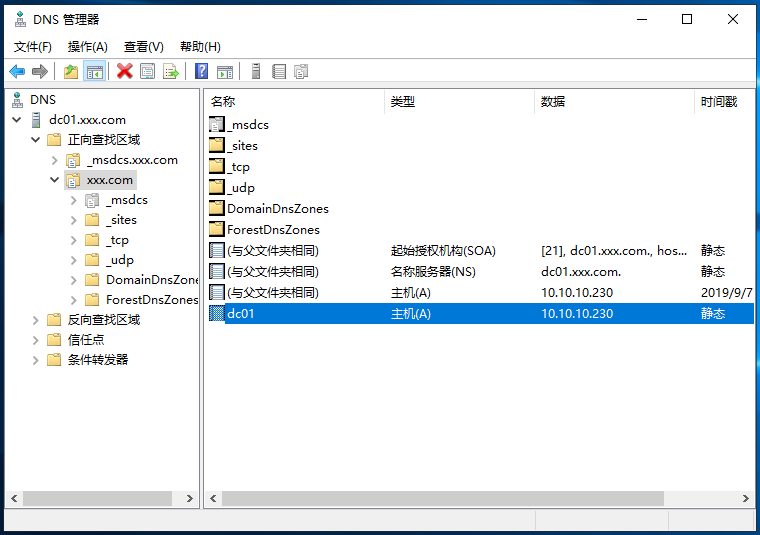 DNS 管理器
文件(F) 操作(A) 查看(V) 帮助(H)
DNS
dc01.xxx.com
正向查找区域
_msdcs.xxx.com
xxx.com
_msdcs
_sites
_tcp
_udp
DomainDnsZone
ForestDnsZones
反向查找区域
信任点
条件转发器
名称 类型 数据 时间戳
_msdcs
_sites
_tcp
_udp
DomainDnsZones
ForestDnsZones
(与父文件夹相同) 起始授权机构(SOA) [21], dc01.xxx.com., hos... 静态
(与父文件夹相同) 名称服务器(NS) dc01.xxx.com. 静态
(与父文件夹相同) 主机(A) 10.10.10.230 2019/9/7
dc01 主机(A) 10.10.10.230 静态